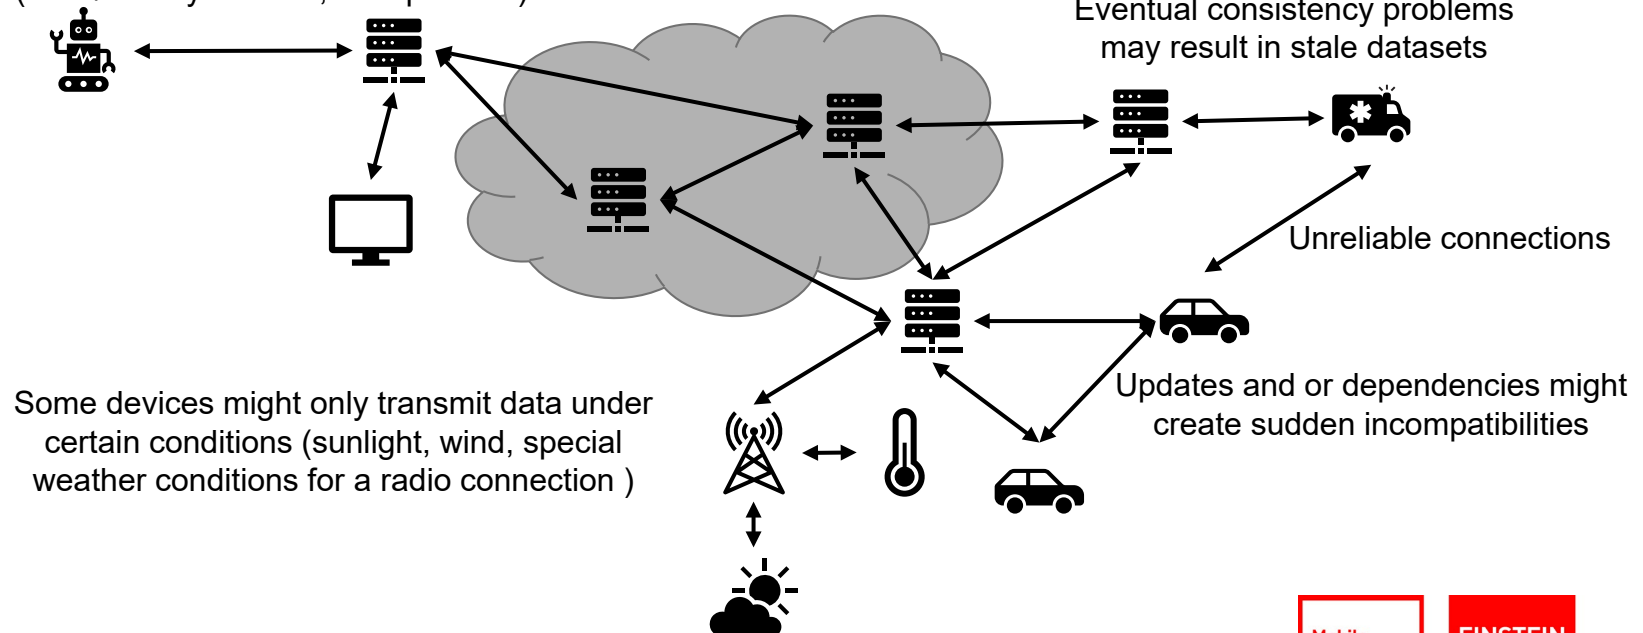 Eventual consistency problems
may result in stale datasets
Unreliable connections
Some devices might only transmit data under
certain conditions (sunlight, wind, special
weather conditions for a radio connection )
Updates and or dependencies might
create sudden incompatibilities
EINSTEIN